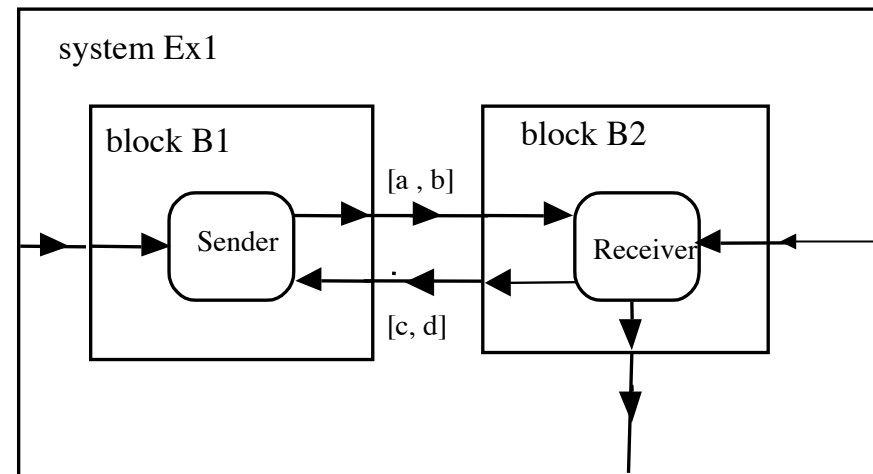 system Ex1
block B1
block B2
[a , b]
Sender
Receiver
[c, d]